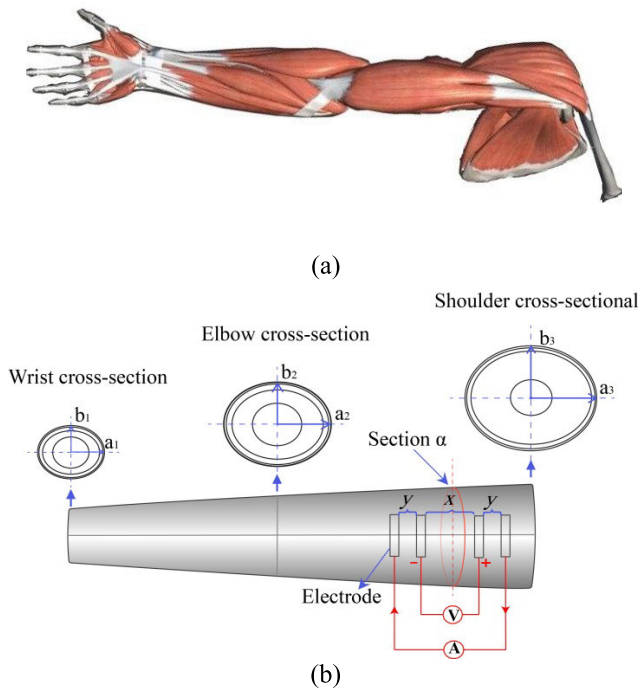 (a)
Shoulder cross-sectional
Elbow cross-section
Wrist cross-section
b3
a3
b2
a2
b1
a1
Section α
y x y
Electrode
− +
V
A
(b)